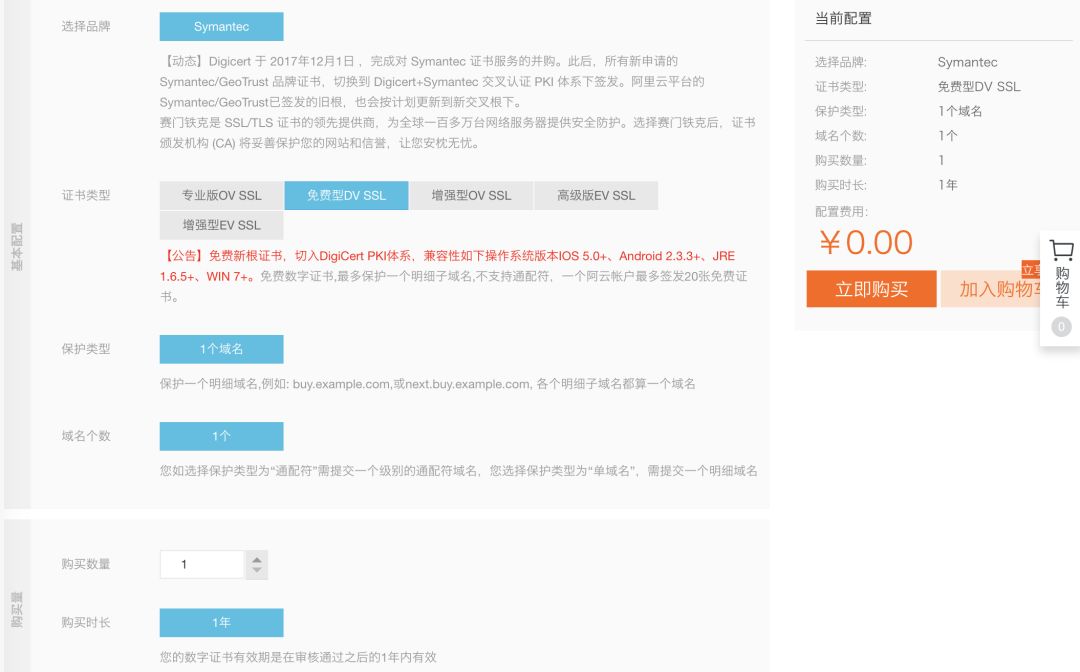 选择品牌
Symantec
【动态】Digicert 于 2017年12月1日 ，完成对 Symantec 证书服务的并购。此后，所有新申请的
Symantec/GeoTrust 品牌证书，切换到 Digicert+Symantec 交叉认证 PKI 体系下签发。阿里云平台的
Symantec/GeoTrust已签发的旧根，也会按计划更新到新交叉根下。
赛门铁克是 SSL/TLS 证书的领先提供商，为全球一百多万台网络服务器提供安全防护。选择赛门铁克后，证书
颁发机构 (CA) 将妥善保护您的网站和信誉，让您安枕无忧。
证书类型
专业版OV SSL
免费型DV SSL
增强型OV SSL
高级版EV SSL
增强型EV SSL
【公告】免费新根证书，切入DigiCert PKI体系，兼容性如下操作系统版本IOS 5.0+、Android 2.3.3+、JRE
1.6.5+、WIN 7+。免费数字证书,最多保护一个明细子域名,不支持通配符，一个阿云帐户最多签发20张免费证
书。
基本配置
保护类型
1个域名
保护一个明细域名,例如: buy.example.com,或next.buy.example.com, 各个明细子域名都算一个域名
域名个数
1个
您如选择保护类型为“通配符”需提交一个级别的通配符域名，您选择保护类型为“单域名”，需提交一个明细域名
购买数量
1
购买量
购买时长
1年
您的数字证书有效期是在审核通过之后的1年内有效
当前配置
选择品牌: Symantec
证书类型: 免费型DV SSL
保护类型: 1个域名
域名个数: 1个
购买数量: 1
购买时长: 1年
配置费用:
￥0.00
立即购买
加入购物车
购物车
0